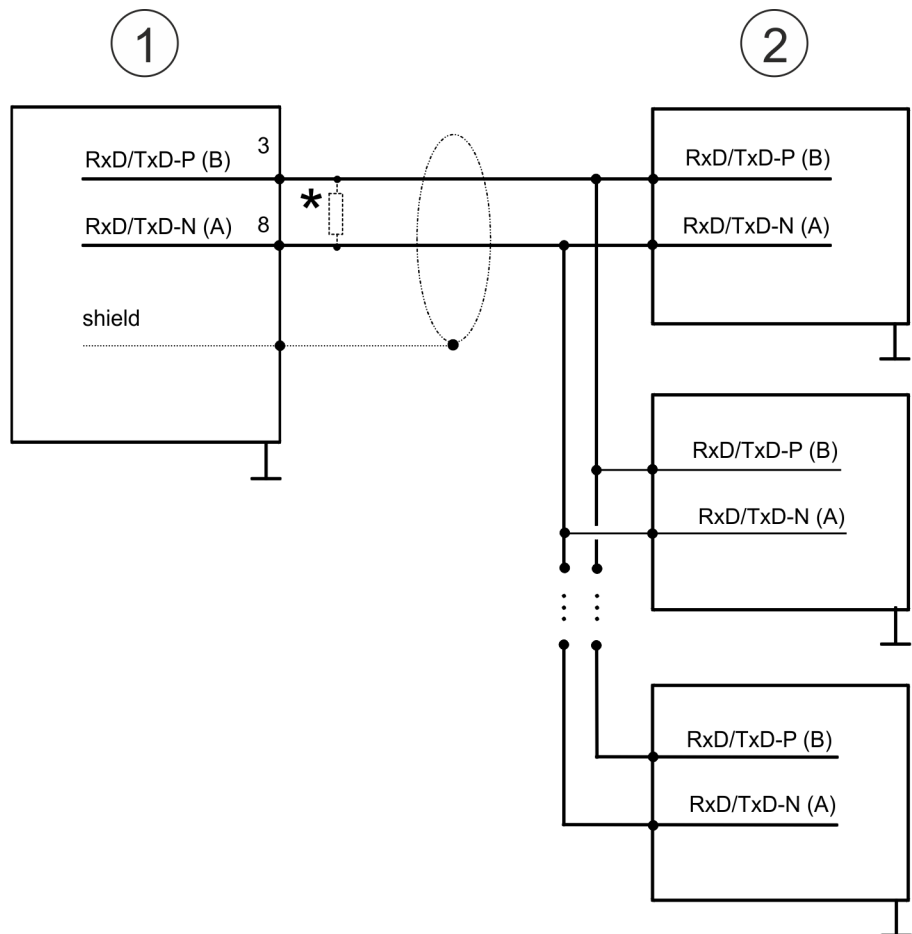 1
2
RxD/TxD-P (B) 3
*
RxD/TxD-N (A) 8
shield
RxD/TxD-P (B)
RxD/TxD-N (A)
RxD/TxD-P (B)
RxD/TxD-N (A)
RxD/TxD-P (B)
RxD/TxD-N (A)